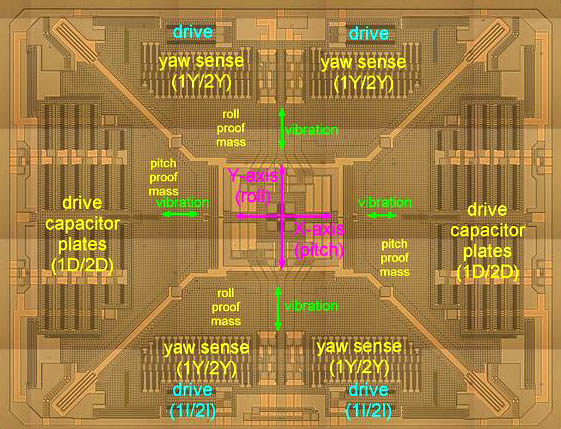 drive
drive
yaw sense
(1Y/2Y)
yaw sense
(1Y/2Y)
roll
proof
mass
vibration
pitch
proof
mass
vibration
Y-axis
(roll)
vibration
X-axis
(pitch)
drive
capacitor
plates
(1D/2D)
drive
capacitor
plates
(1D/2D)
pitch
proof
mass
roll
proof
mass
vibration
yaw sense
(1Y/2Y)
yaw sense
(1Y/2Y)
drive
(1I/2I)
drive
(1I/2I)